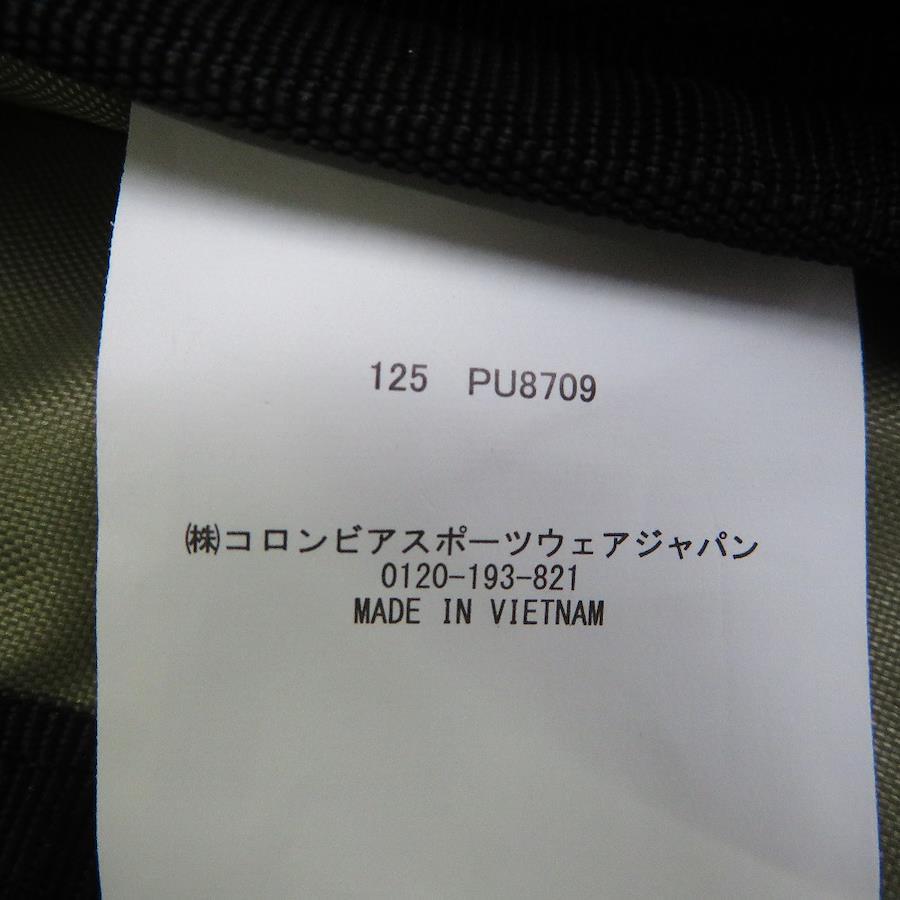 125 PU8709
㈱コロンビアスポーツウェアジャパン
0120-193-821
MADE IN VIETNAM